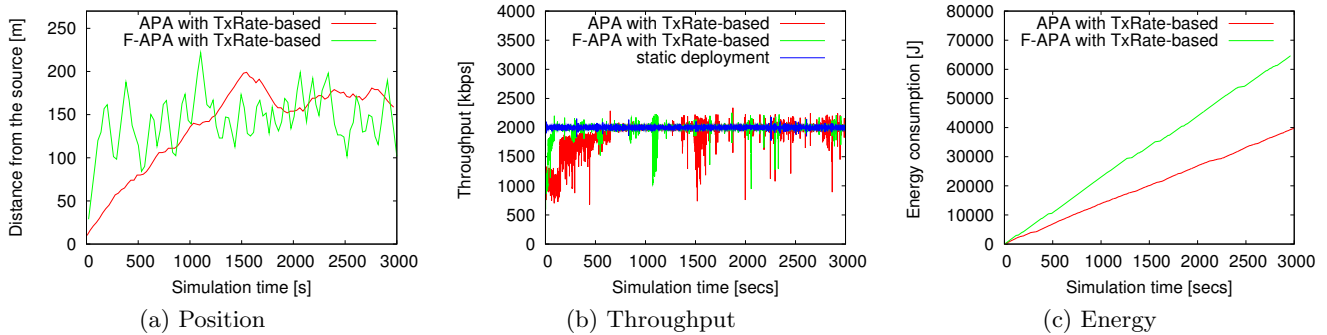 Distance from the source [m]
250
200
150
100
50
0
APA with TxRate-based
F-APA with TxRate-based
0 500 1000 1500 2000 2500 3000
Simulation time [s]
(a) Position
Throughput [kbps]
4000
3500
3000
2500
2000
1500
1000
500
0
APA with TxRate-based
F-APA with TxRate-based
static deployment
0 500 1000 1500 2000 2500 3000
Simulation time [secs]
(b) Throughput
Energy consumption [J]
80000
70000
60000
50000
40000
30000
20000
10000
0
APA with TxRate-based
F-APA with TxRate-based
0 500 1000 1500 2000 2500 3000
Simulation time [secs]
(c) Energy